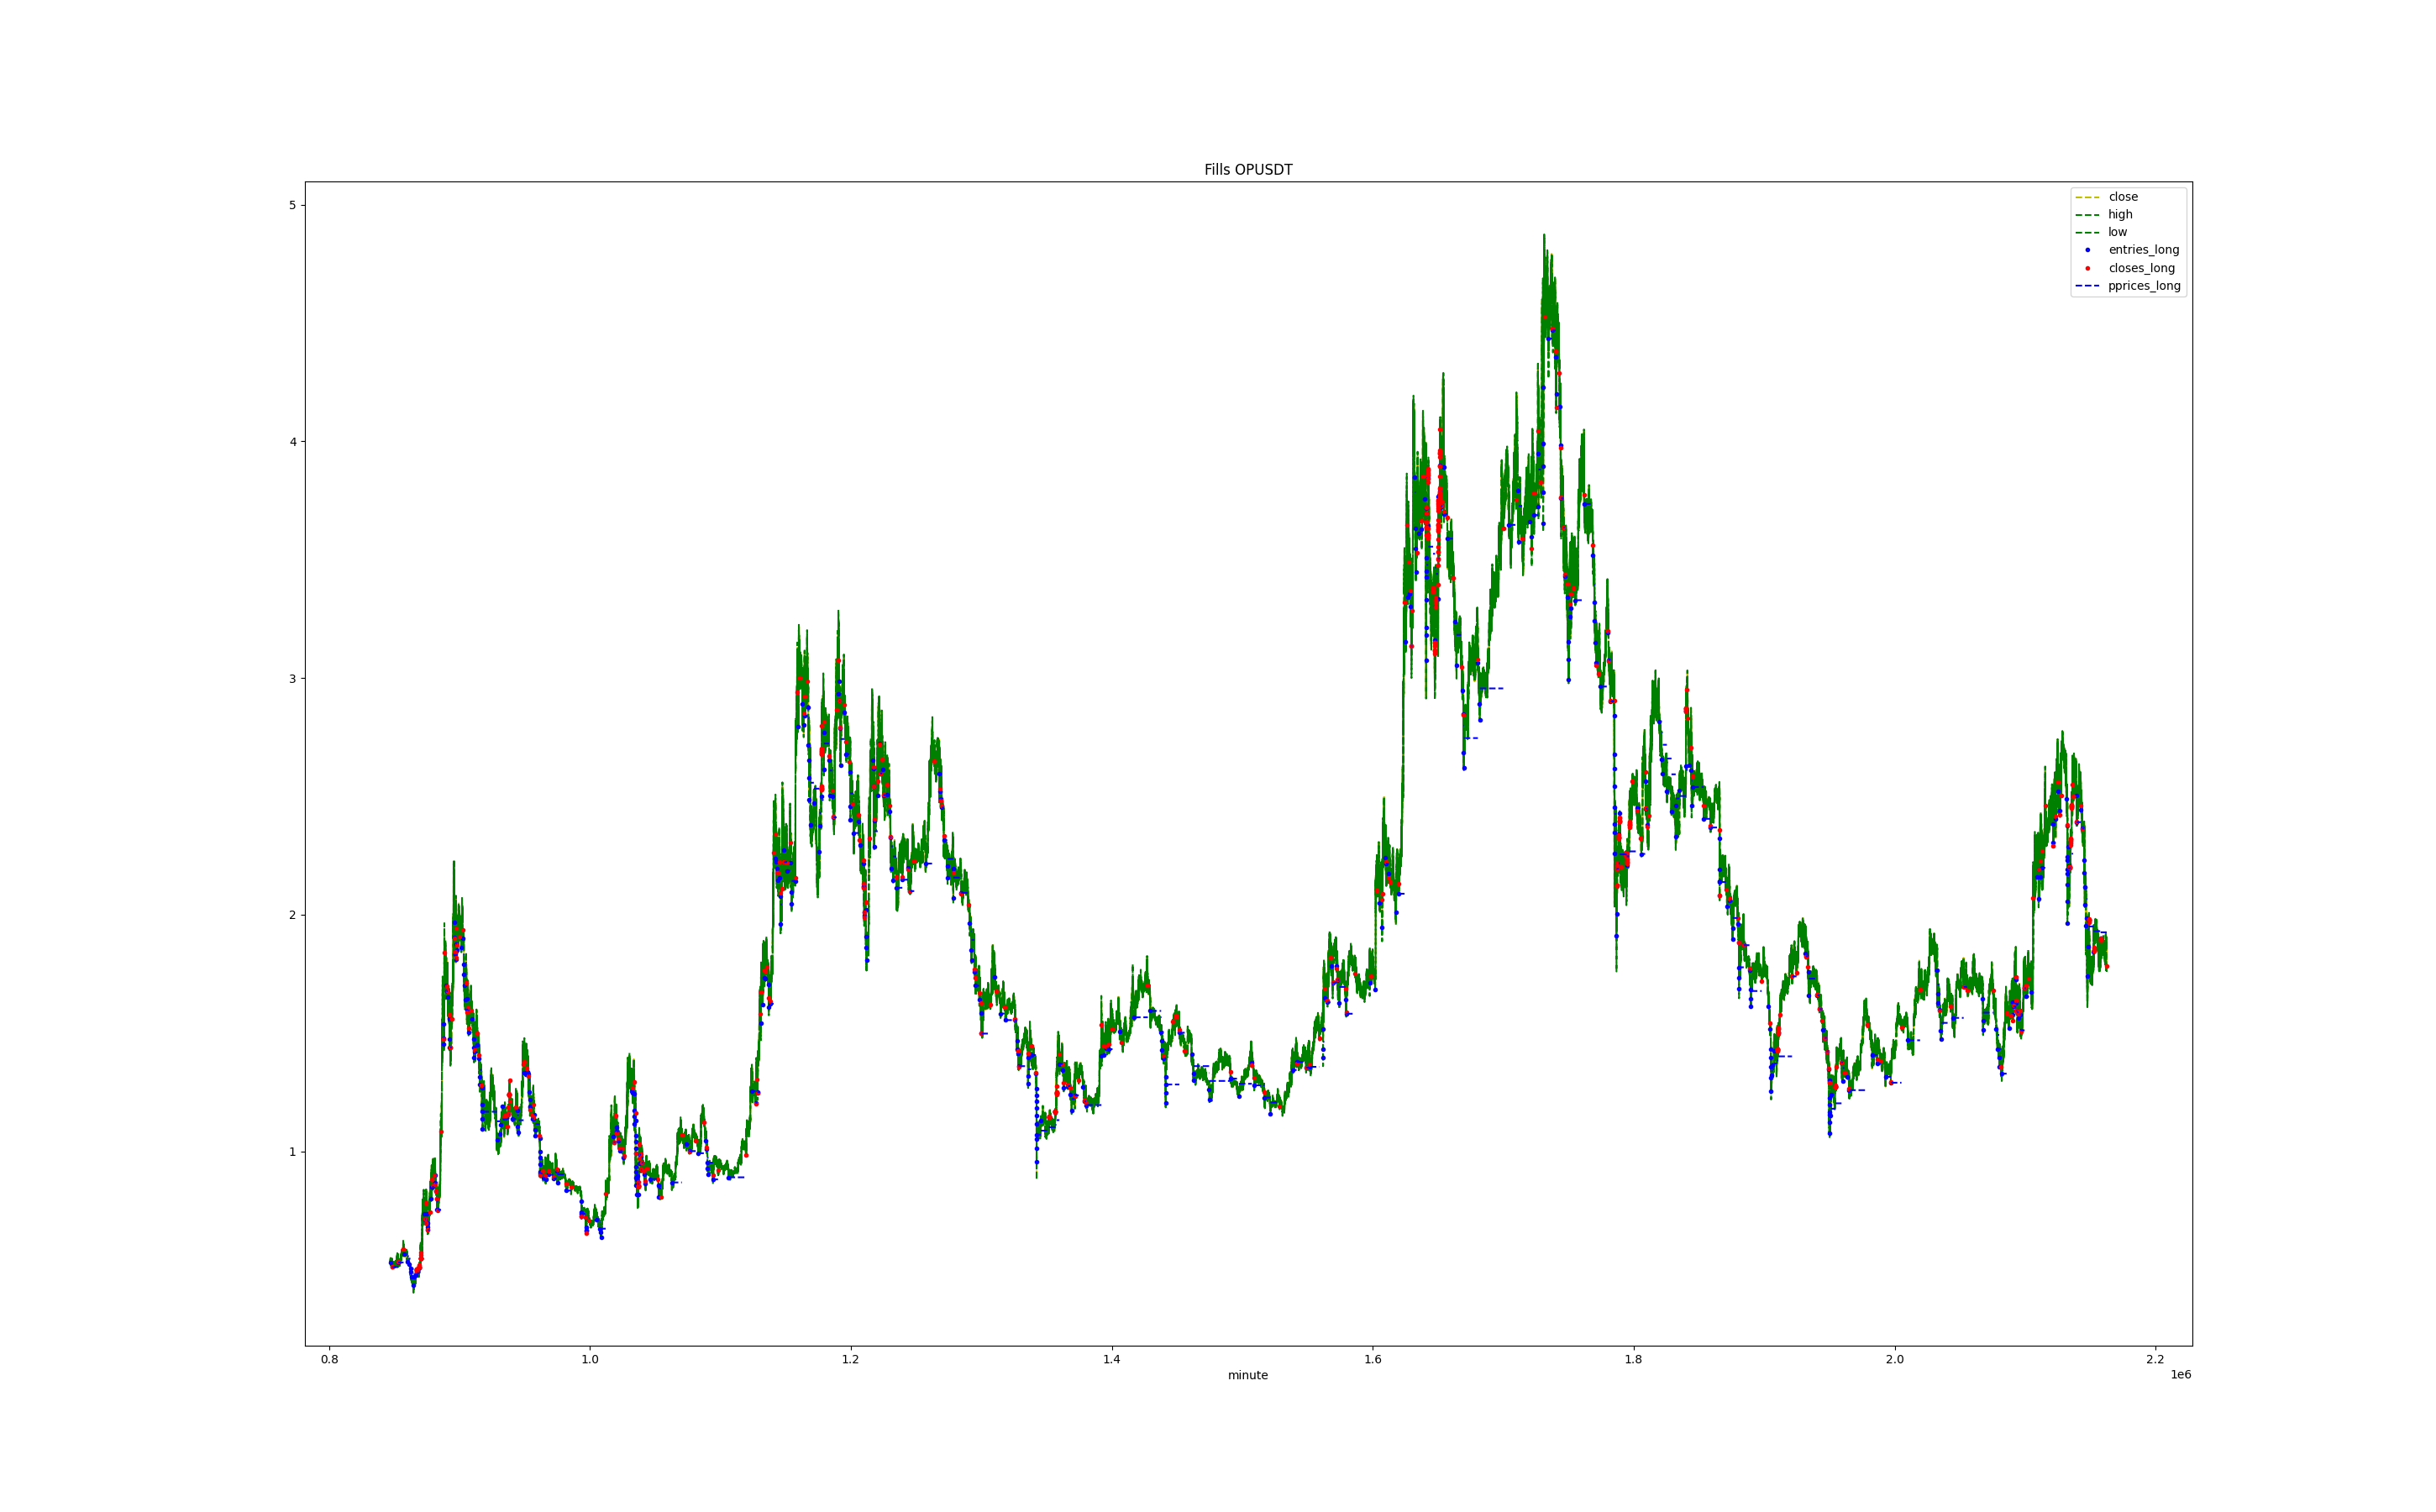 Fills OPUSDT
close
high
low
entries_long
closes_long
pprices_long
5
4
3
2
1
0.8 1.0 1.2 1.4 1.6 1.8 2.0 2.2
minute
1e6